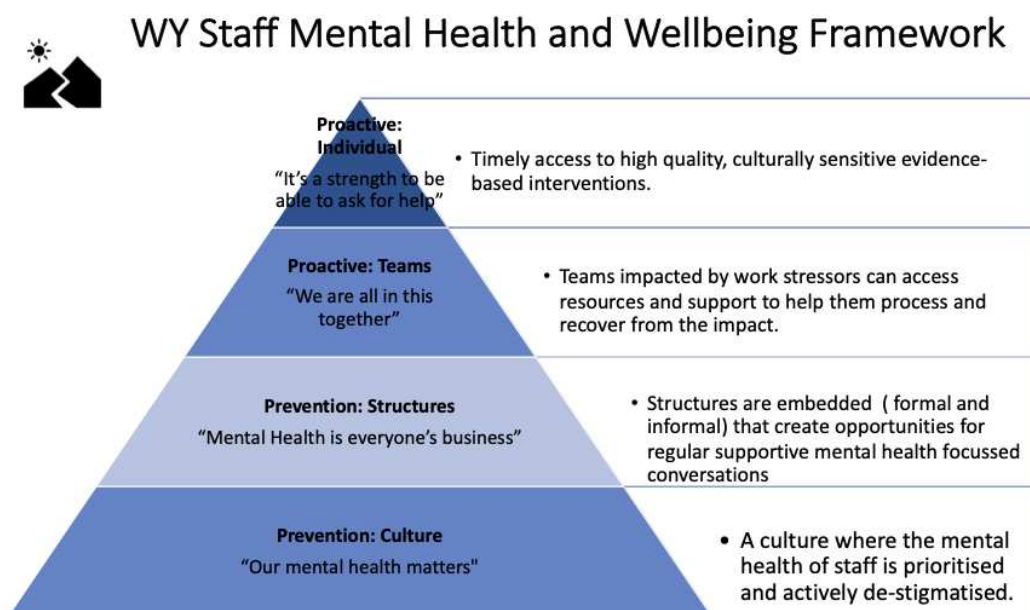 WY Staff Mental Health and Wellbeing Framework
Proactive:
Individual
“It’s a strength to be
able to ask for help”
• Timely access to high quality, culturally sensitive evidence-
based interventions.
Proactive: Teams
“We are all in this
together”
• Teams impacted by work stressors can access
resources and support to help them process and
recover from the impact.
Prevention: Structures
“Mental Health is everyone’s business”
• Structures are embedded ( formal and
informal) that create opportunities for
regular supportive mental health focussed
conversations
Prevention: Culture
“Our mental health matters"
• A culture where the mental
health of staff is prioritised
and actively de-stigmatised.